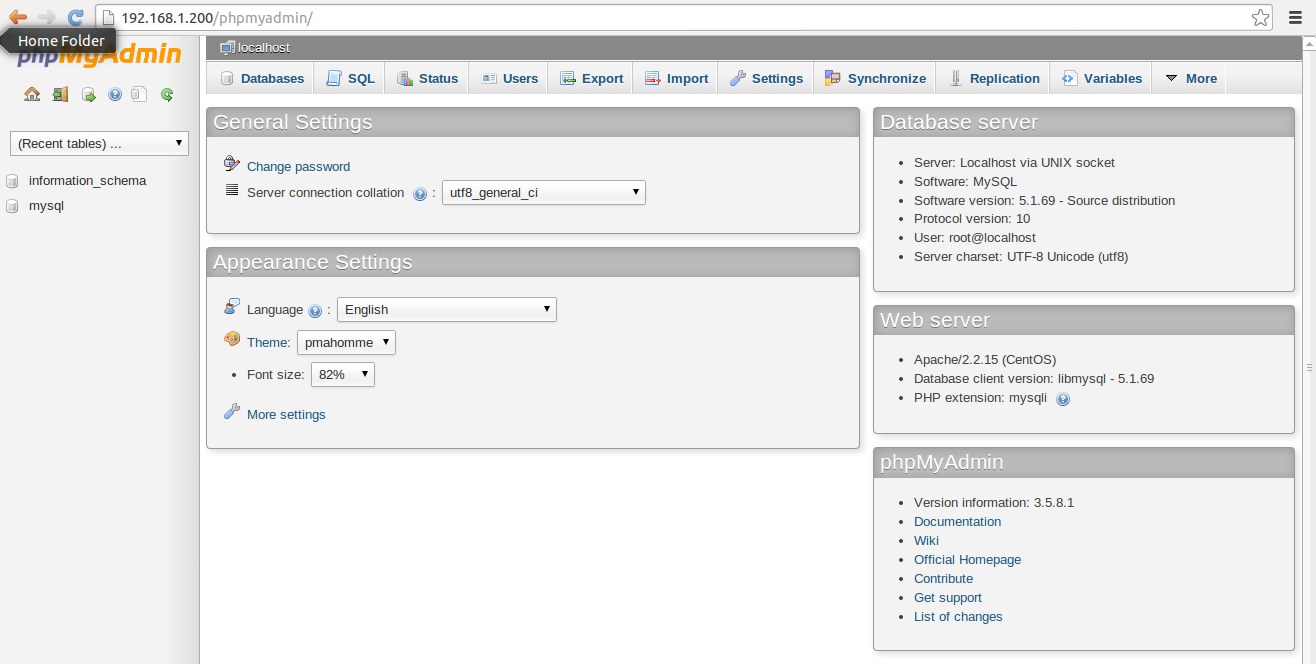 192.168.1.200/phpmyadmin/
Home Folder
phpMyAdmin
localhost
Databases SQL Status Users Export Import Settings Synchronize Replication Variables More
(Recent tables) ...
information_schema
mysql
General Settings
Change password
Server connection collation : utf8_general_ci
Appearance Settings
Language : English
Theme: pmahomme
Font size: 82%
More settings
Database server
Server: Localhost via UNIX socket
Software: MySQL
Software version: 5.1.69 - Source distribution
Protocol version: 10
User: root@localhost
Server charset: UTF-8 Unicode (utf8)
Web server
Apache/2.2.15 (CentOS)
Database client version: libmysql - 5.1.69
PHP extension: mysqli
phpMyAdmin
Version information: 3.5.8.1
Documentation
Wiki
Official Homepage
Contribute
Get support
List of changes